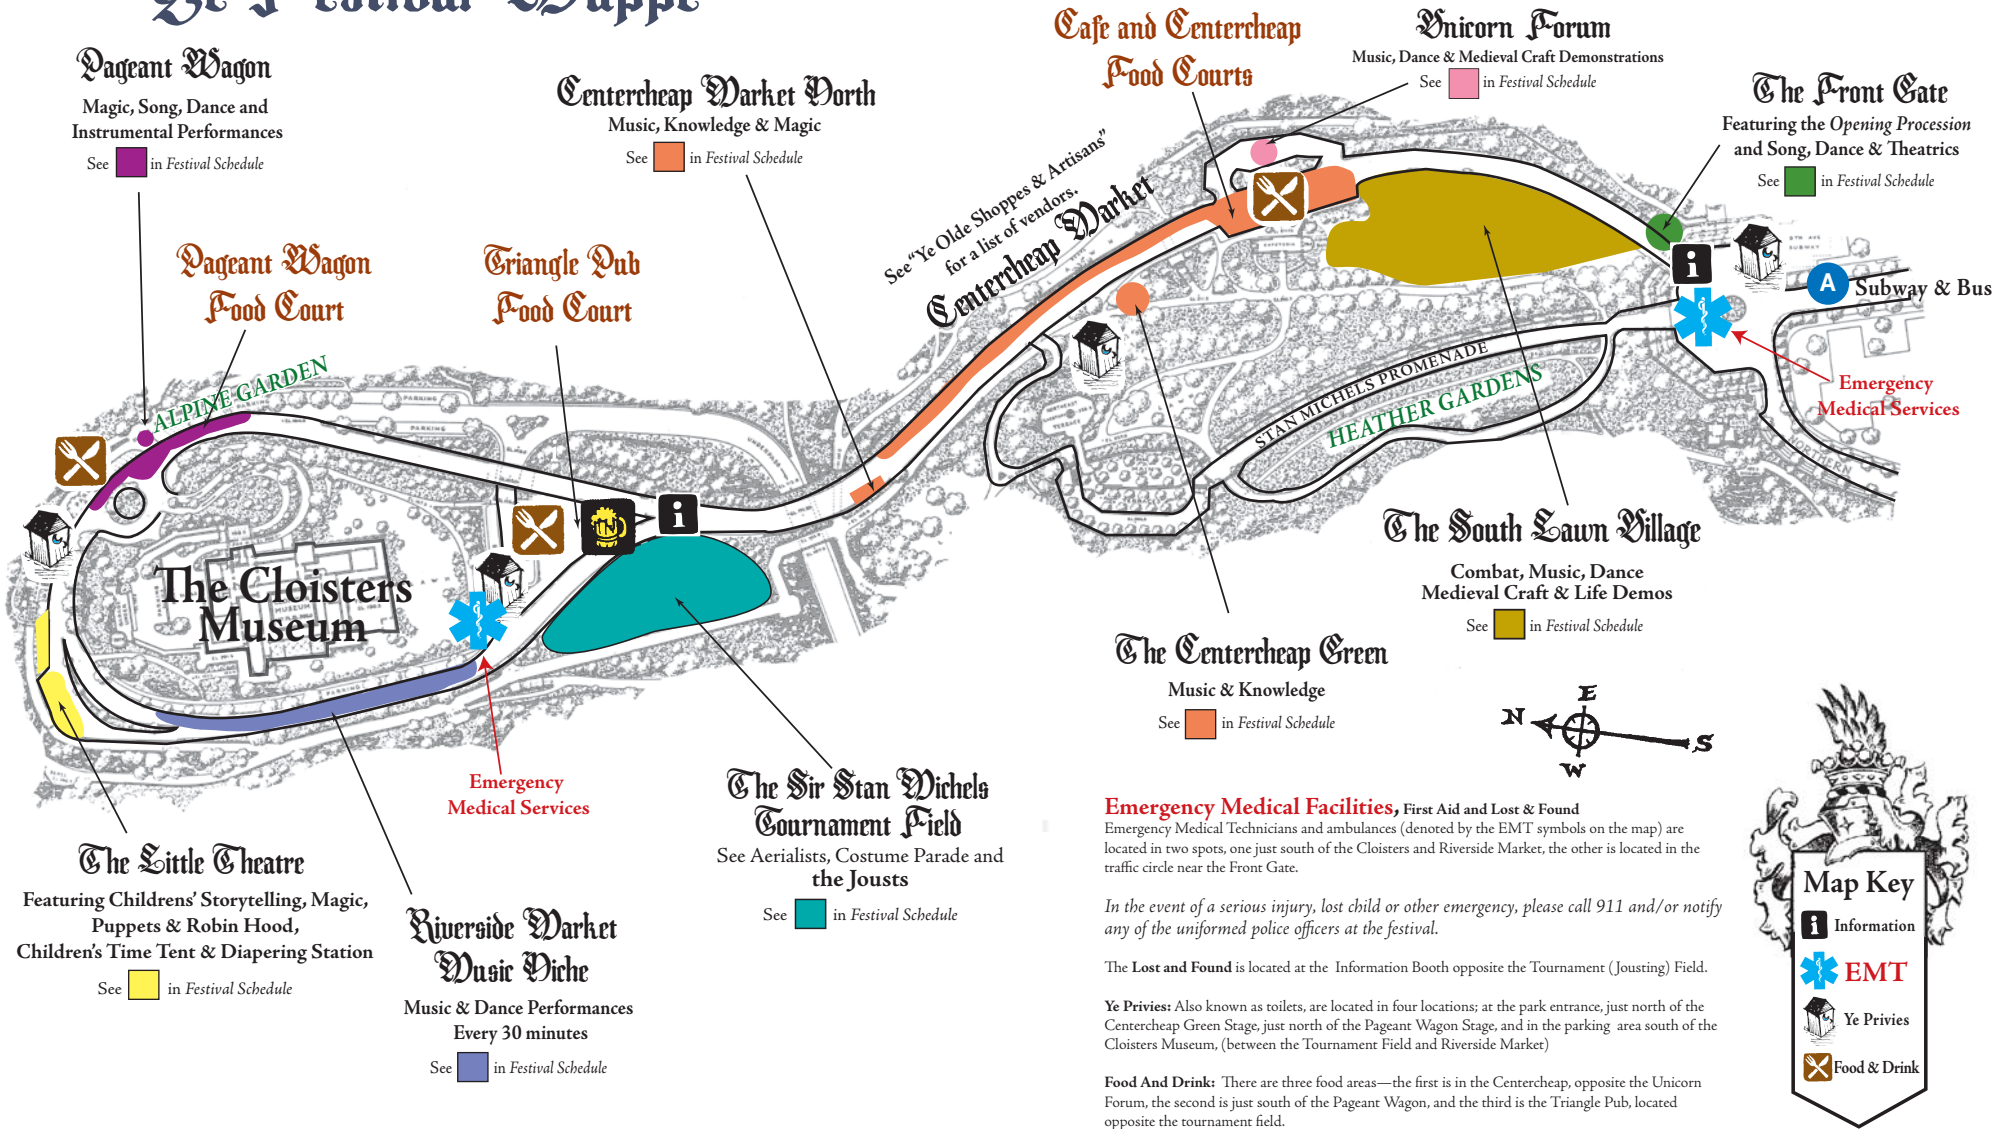 Ye Festival Mappe
Pageant Wagon
Magic, Song, Dance and
Instrumental Performances
See in Festival Schedule
Centercheap Market North
Music, Knowledge & Magic
See in Festival Schedule
Cafe and Centercheap
Food Courts
Unicorn Forum
Music, Dance & Medieval Craft Demonstrations
See in Festival Schedule
The Front Gate
Featuring the Opening Procession
and Song, Dance & Theatrics
See in Festival Schedule
Pageant Wagon
Food Court
Triangle Pub
Food Court
See "Ye Olde Shoppes & Artisans"
for a list of vendors.
Centercheap Market
A
Subway & Bus
Emergency
Medical Services
ALPINE GARDEN
PARKING
PARKING
STAN MICHELS PROMENADE
HEATHER GARDENS
The Cloisters
Museum
MUSEUM
PARKING
The South Lawn Village
Combat, Music, Dance
Medieval Craft & Life Demos
See in Festival Schedule
The Centercheap Green
Music & Knowledge
See in Festival Schedule
E
N
S
W
Emergency
Medical Services
The Sir Stan Michels
Tournament Field
See Aerialists, Costume Parade and
the Jousts
See in Festival Schedule
The Little Theatre
Featuring Childrens' Storytelling, Magic,
Puppets & Robin Hood,
Children's Time Tent & Diapering Station
See in Festival Schedule
Riverside Market
Music Niche
Music & Dance Performances
Every 30 minutes
See in Festival Schedule
Emergency Medical Facilities, First Aid and Lost & Found
Emergency Medical Technicians and ambulances (denoted by the EMT symbols on the map) are
located in two spots, one just south of the Cloisters and Riverside Market, the other is located in the
traffic circle near the Front Gate.
In the event of a serious injury, lost child or other emergency, please call 911 and/or notify
any of the uniformed police officers at the festival.
The Lost and Found is located at the Information Booth opposite the Tournament (Jousting) Field.
Ye Privies: Also known as toilets, are located in four locations; at the park entrance, just north of the
Centercheap Green Stage, just north of the Pageant Wagon Stage, and in the parking area south of the
Cloisters Museum, (between the Tournament Field and Riverside Market)
Food And Drink: There are three food areas—the first is in the Centercheap, opposite the Unicorn
Forum, the second is just south of the Pageant Wagon, and the third is the Triangle Pub, located
opposite the tournament field.
Map Key
i Information
EMT
Ye Privies
Food & Drink